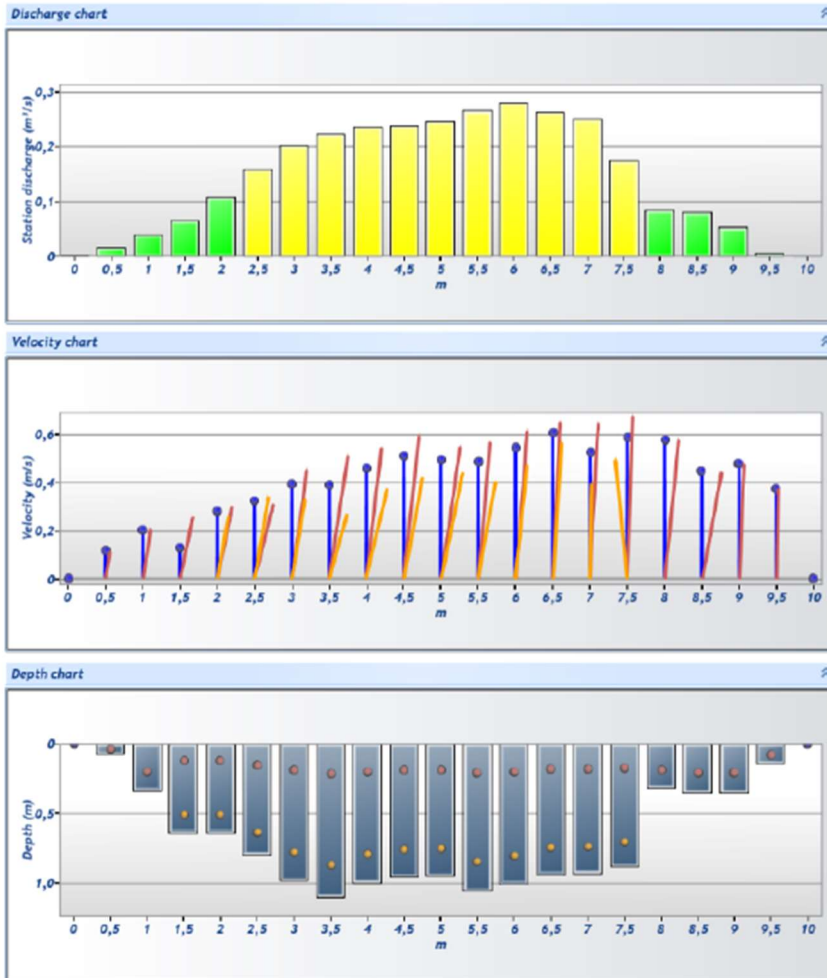 Discharge chart
Station discharge (m³/s)
0,3
0,2
0,1
0
0 0,5 1 1,5 2 2,5 3 3,5 4 4,5 5 5,5 6 6,5 7 7,5 8 8,5 9 9,5 10
m
Velocity chart
Velocity (m/s)
0,6
0,4
0,2
0
0 0,5 1 1,5 2 2,5 3 3,5 4 4,5 5 5,5 6 6,5 7 7,5 8 8,5 9 9,5 10
m
Depth chart
Depth (m)
0
0,5
1,0
0 0,5 1 1,5 2 2,5 3 3,5 4 4,5 5 5,5 6 6,5 7 7,5 8 8,5 9 9,5 10
m